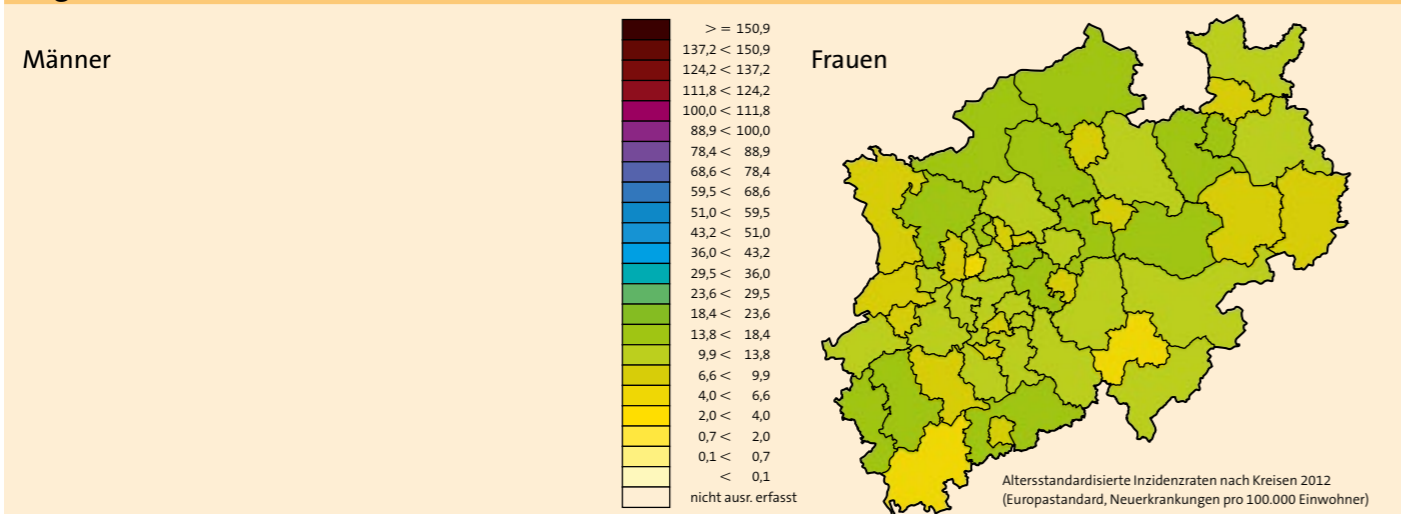 Männer
> = 150,9
137,2 < 150,9
124,2 < 137,2
111,8 < 124,2
100,0 < 111,8
88,9 < 100,0
78,4 < 88,9
68,6 < 78,4
59,5 < 68,6
51,0 < 59,5
43,2 < 51,0
36,0 < 43,2
29,5 < 36,0
23,6 < 29,5
18,4 < 23,6
13,8 < 18,4
9,9 < 13,8
6,6 < 9,9
4,0 < 6,6
2,0 < 4,0
0,7 < 2,0
0,1 < 0,7
< 0,1
nicht ausr. erfasst
Frauen
Altersstandardisierte Inzidenzraten nach Kreisen 2012
(Europastandard, Neuerkrankungen pro 100.000 Einwohner)